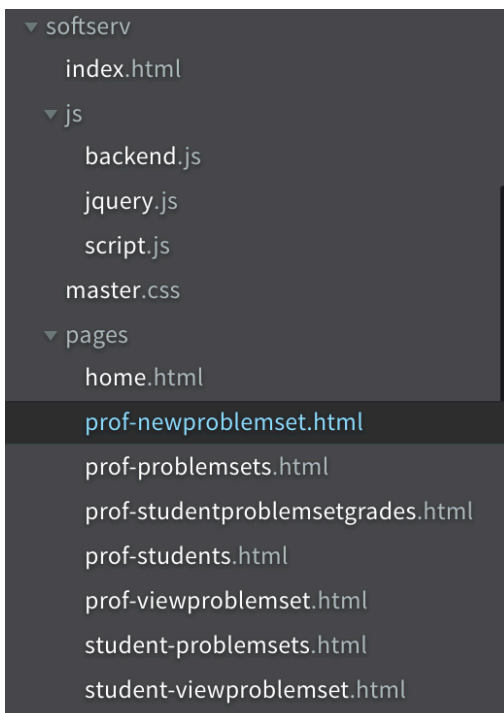 softserv
index.html
js
backend.js
jquery.js
script.js
master.css
pages
home.html
prof-newproblemset.html
prof-problemsets.html
prof-studentproblemsetgrades.html
prof-students.html
prof-viewproblemset.html
student-problemsets.html
student-viewproblemset.html